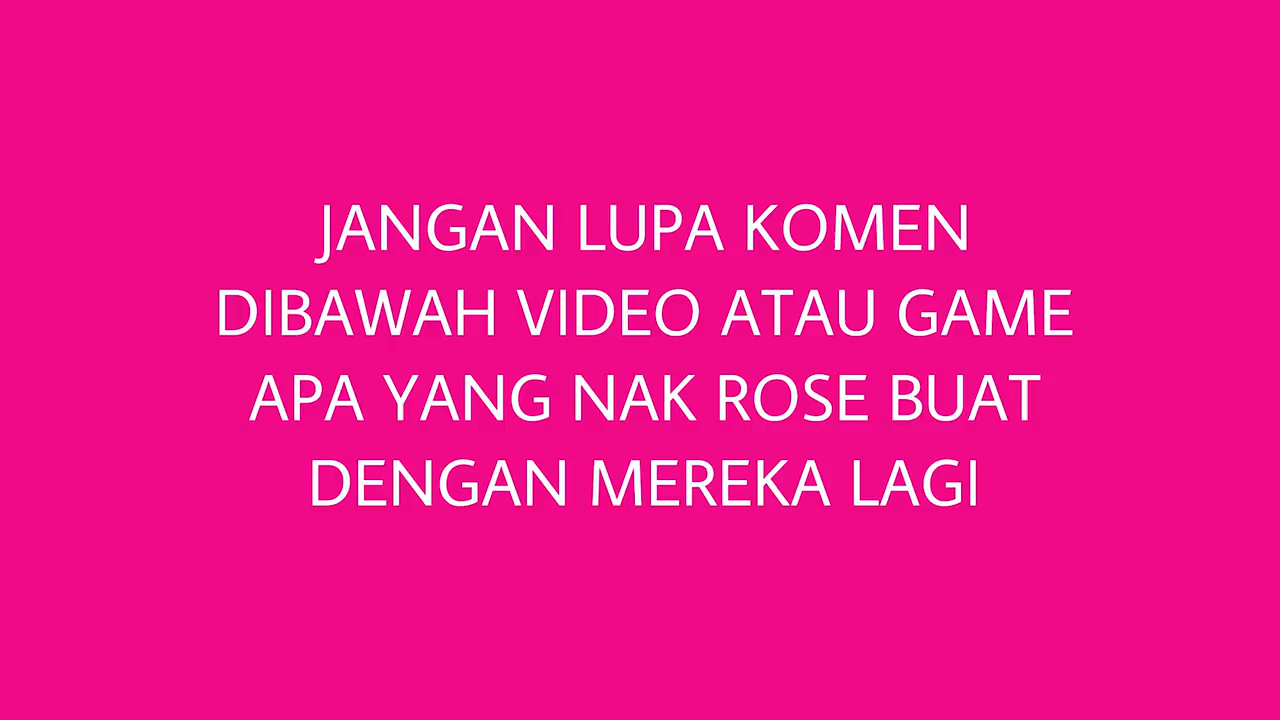 JANGAN LUPA KOMEN
DIBAWAH VIDEO ATAU GAME
APA YANG NAK ROSE BUAT
DENGAN MEREKA LAGI